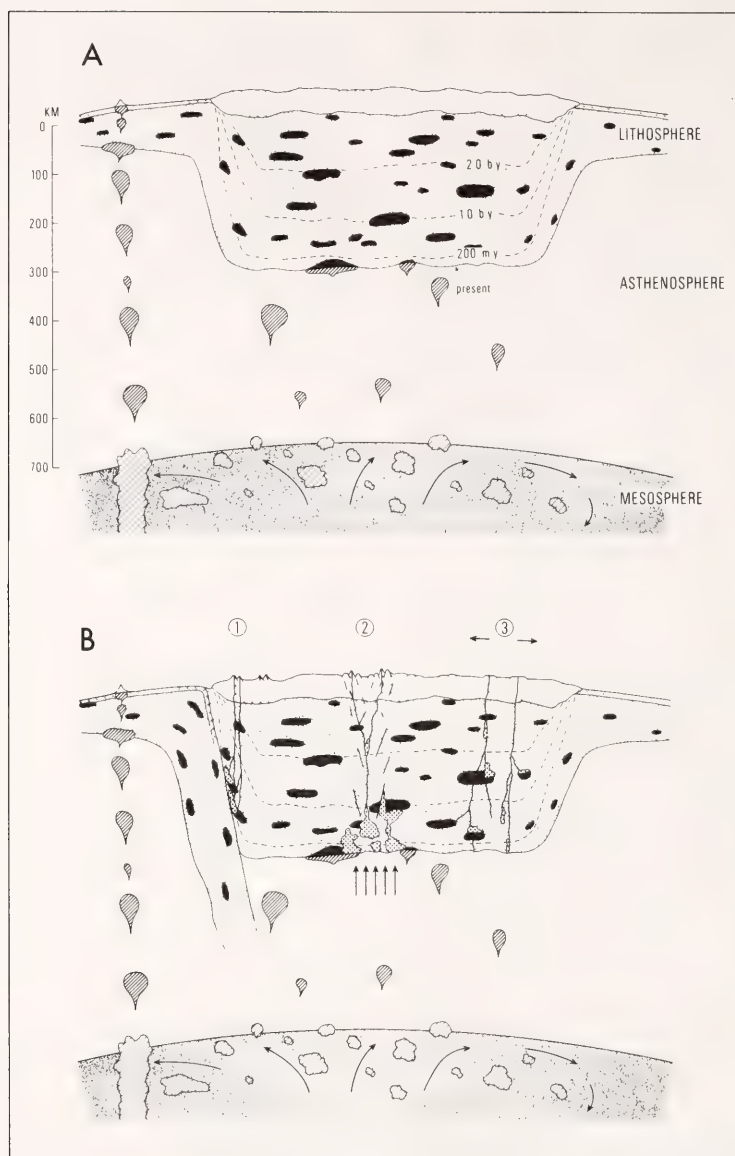 A
KM
0
LITHOSPHERE
100
20 by
200
10 by
200 my
300
present
ASTHENOSPHERE
400
500
600
700
MESOSPHERE
B
① ② ③